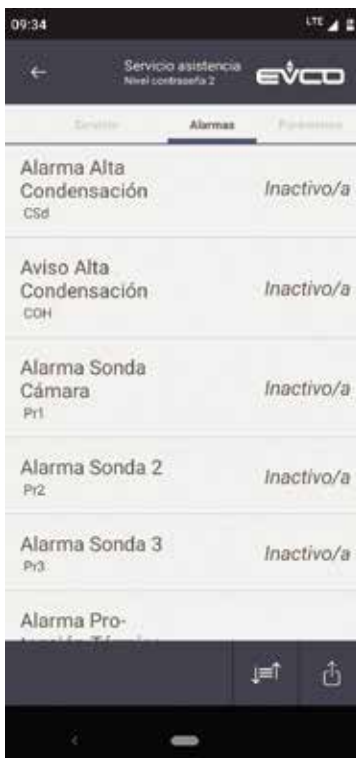 09:34
LTE
Servicio asistencia
Nivel contraseña 2
evco
Alarmas
Alarma Alta
Condensación
CSd
Inactivo/a
Aviso Alta
Condensación
COH
Inactivo/a
Alarma Sonda
Cámara
Pr1
Inactivo/a
Alarma Sonda 2
Pr2
Inactivo/a
Alarma Sonda 3
Pr3
Inactivo/a
Alarma Pro-